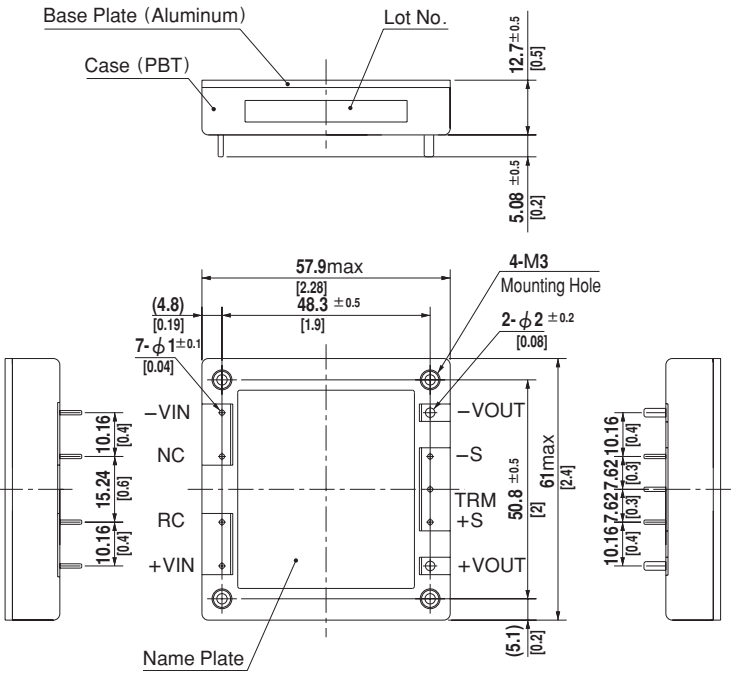 Base Plate (Aluminum)
Lot No.
Case (PBT)
12.7±0.5
[0.5]
5.08 ±0.5
[0.2]
57.9max
[2.28]
4-M3
Mounting Hole
(4.8)
[0.19]
48.3 ±0.5
[1.9]
2-ϕ2 ±0.2
[0.08]
7-ϕ1±0.1
[0.04]
−VIN
NC
RC
+VIN
−VOUT
−S
TRM
+S
+VOUT
10.16
[0.4]
15.24
[0.6]
10.16
[0.4]
50.8 ±0.5
[2]
61max
[2.4]
10.16
[0.4]
7.62
[0.3]
7.62
[0.3]
10.16
[0.4]
(5.1)
[0.2]
Name Plate